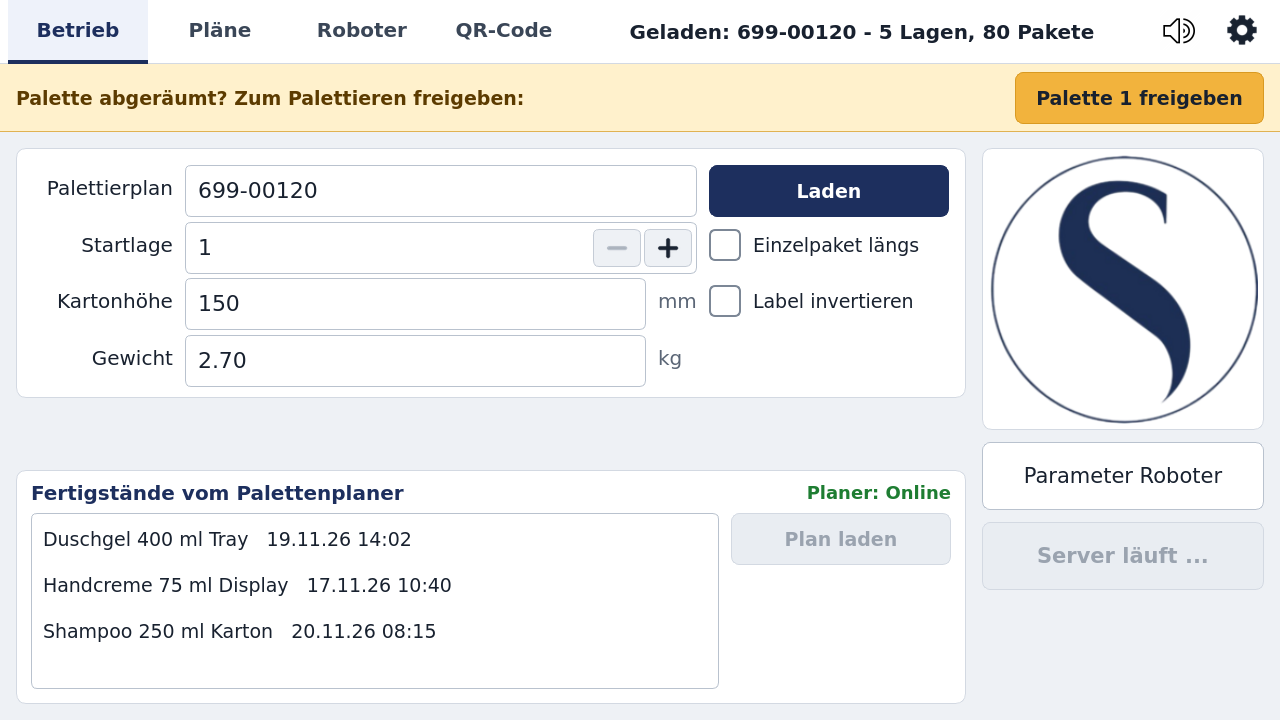 Betrieb Pläne Roboter QR-Code Geladen: 699-00120 - 5 Lagen, 80 Pakete
Palette abgeräumt? Zum Palettieren freigeben: Palette 1 freigeben
Palettierplan 699-00120 Laden
Startlage 1 − + Einzelpaket längs
Kartonhöhe 150 mm Label invertieren
Gewicht 2.70 kg
Parameter Roboter
Server läuft ...
Fertigstände vom Palettenplaner Planer: Online
Duschgel 400 ml Tray 19.11.26 14:02 Plan laden
Handcreme 75 ml Display 17.11.26 10:40
Shampoo 250 ml Karton 20.11.26 08:15